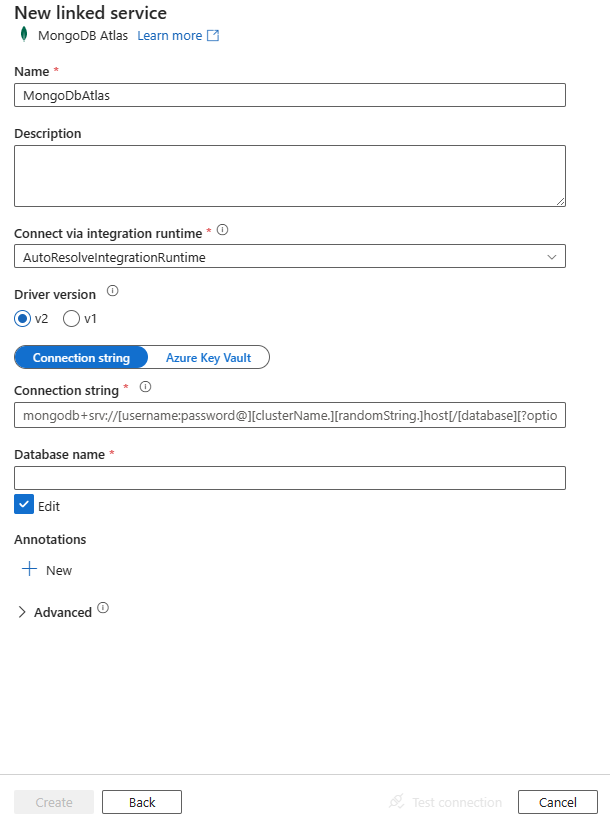 New linked service
MongoDB Atlas Learn more
Name *
MongoDbAtlas
Description
Connect via integration runtime *
AutoResolveIntegrationRuntime
Driver version
v2 v1
Connection string Azure Key Vault
Connection string *
mongodb+srv://[username:password@][clusterName.][randomString.]host[/[database][?optio
Database name *
Edit
Annotations
New
Advanced
Create Back Test connection Cancel